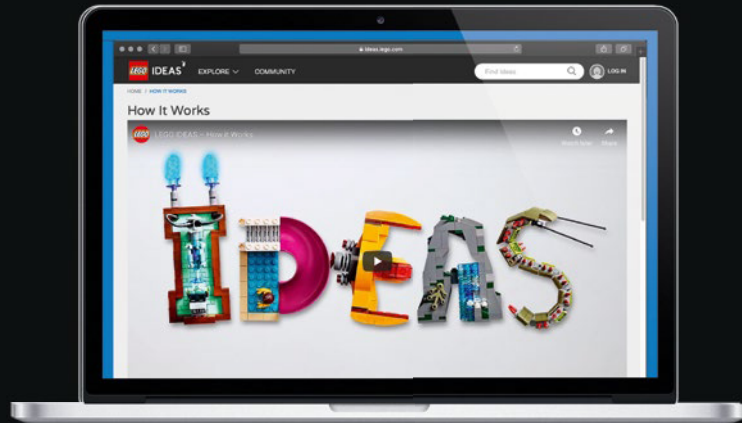 ideas.lego.com
LEGO IDEAS EXPLORE COMMUNITY Find Ideas LOG IN
HOME / HOW IT WORKS
How It Works
LEGO LEGO IDEAS – How it Works
Watch later Share
IDEAS